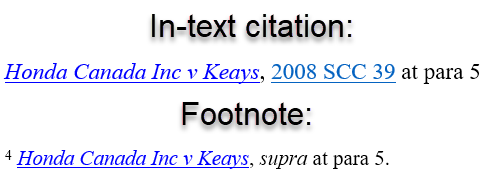 In-text citation:
Honda Canada Inc v Keays, 2008 SCC 39 at para 5
Footnote:
4 Honda Canada Inc v Keays, supra at para 5.